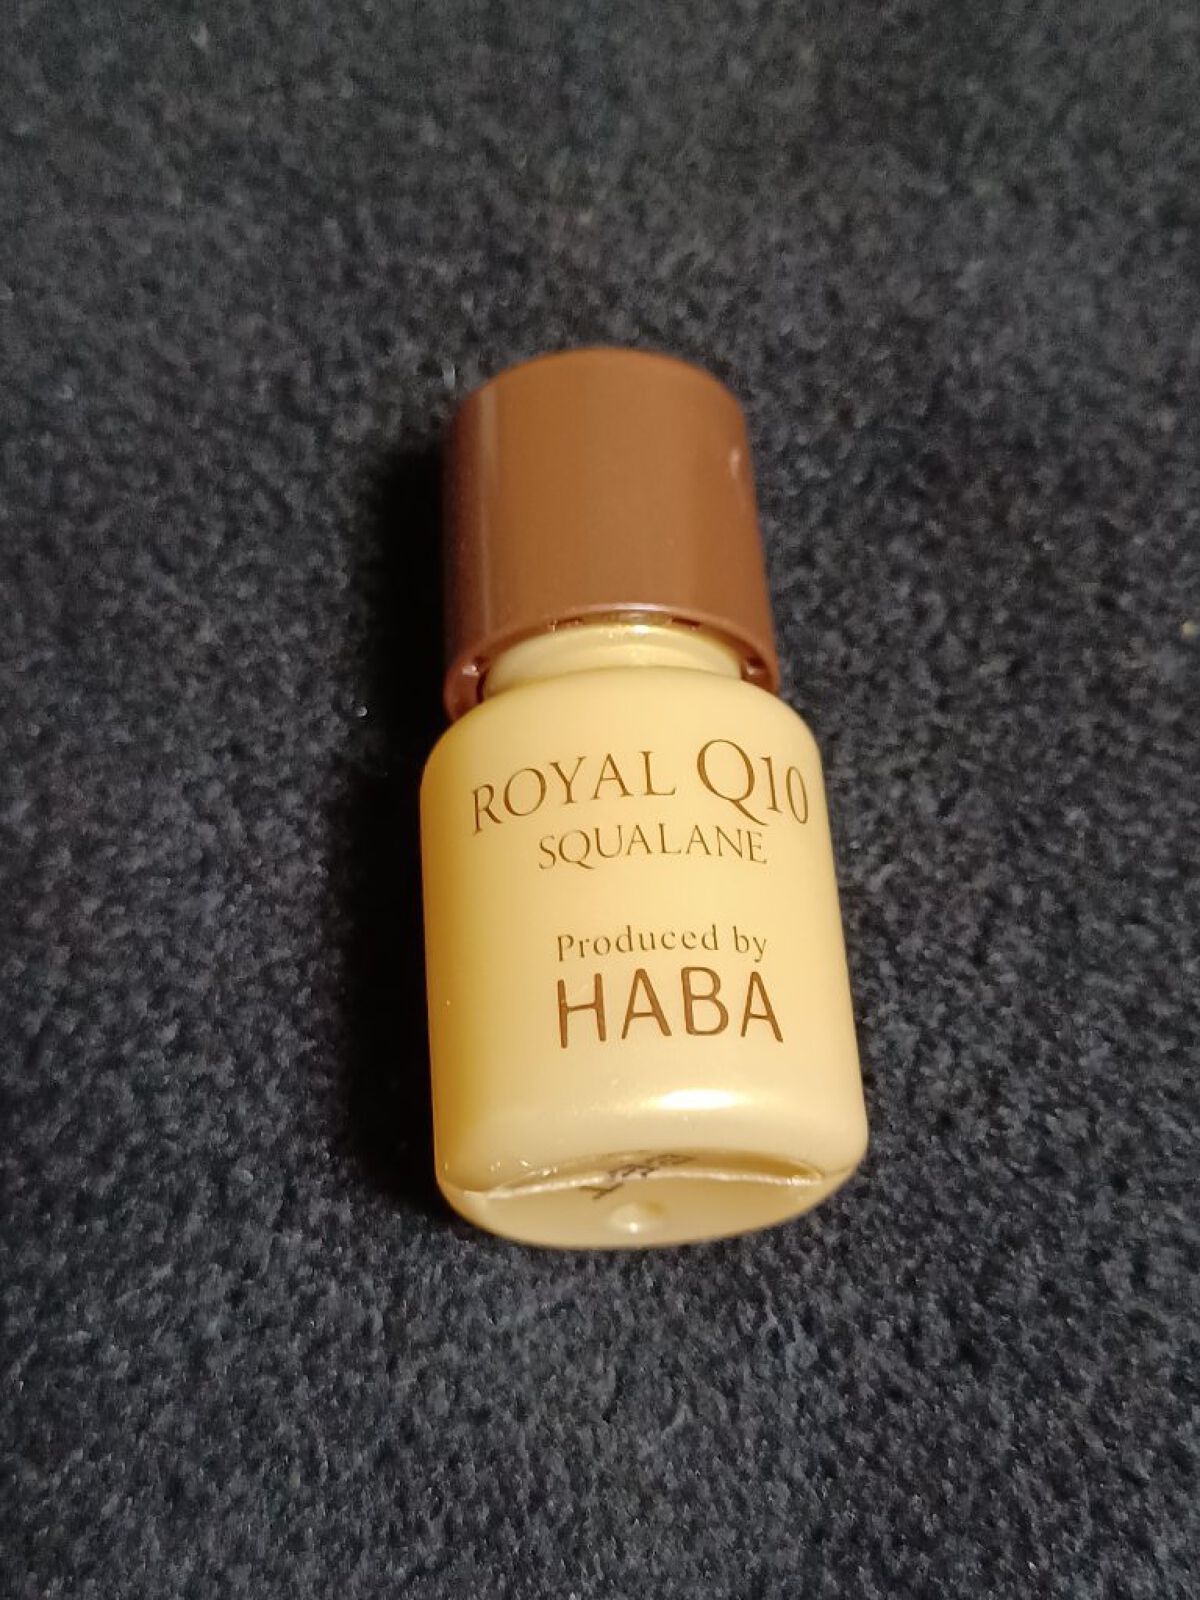 ROYAL Q10
SQUALANE
Produced by
HABA